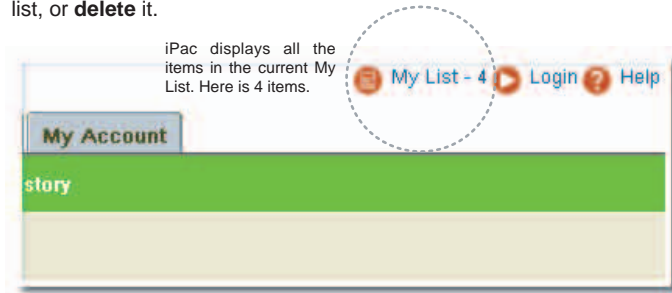 list, or delete it.
iPac displays all the
items in the current My
List. Here is 4 items.
My List - 4 Login Help
My Account
story